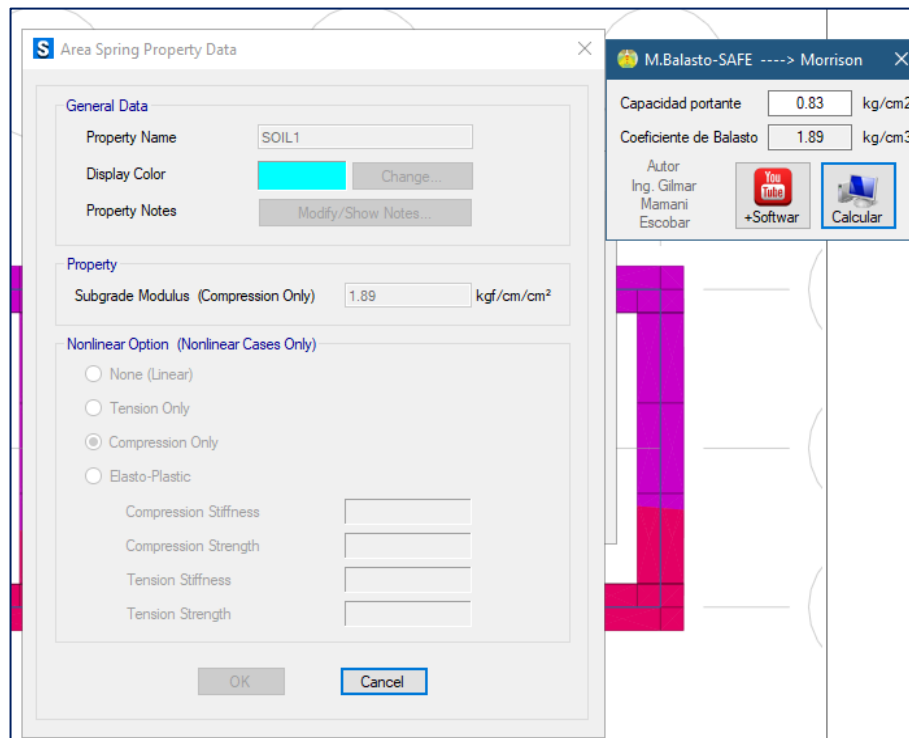 S Area Spring Property Data
General Data
Property Name SOIL1
Display Color Change...
Property Notes Modify/Show Notes...
Property
Subgrade Modulus (Compression Only) 1.89 kgf/cm/cm²
Nonlinear Option (Nonlinear Cases Only)
None (Linear)
Tension Only
Compression Only
Elasto-Plastic
Compression Stiffness
Compression Strength
Tension Stiffness
Tension Strength
OK Cancel
M.Balasto-SAFE ----> Morrison
Capacidad portante 0.83 kg/cm2
Coeficiente de Balasto 1.89 kg/cm3
Autor
Ing. Gilmar
Mamani
Escobar
You
Tube
+Softwar
Calcular